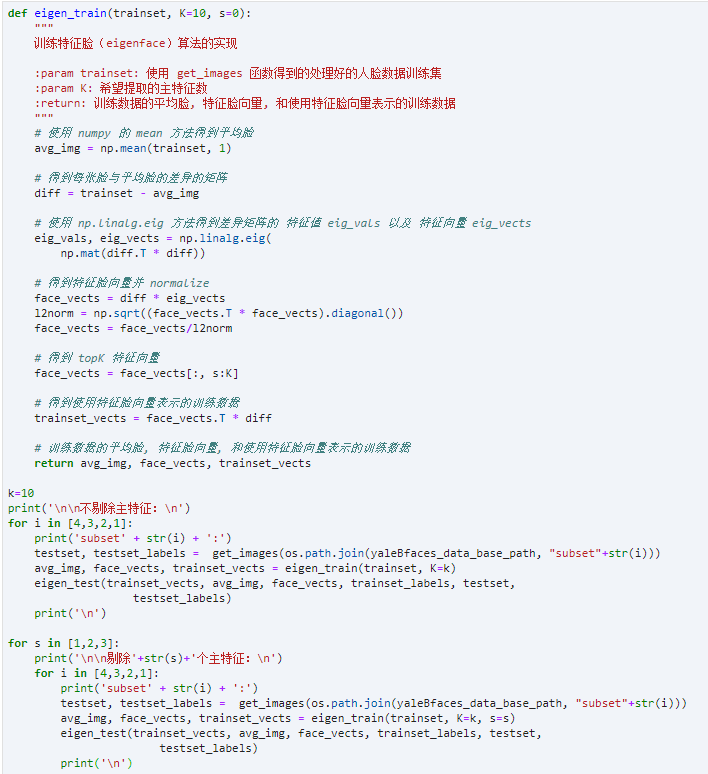 def eigen_train(trainset, K=10, s=0):
    """
    训练特征脸（eigenface）算法的实现

    :param trainset: 使用 get_images 函数得到的处理好的人脸数据训练集
    :param K: 希望提取的主特征数
    :return: 训练数据的平均脸, 特征脸向量, 和使用特征脸向量表示的训练数据
    """
    # 使用 numpy 的 mean 方法得到平均脸
    avg_img = np.mean(trainset, 1)

    # 得到每张脸与平均脸的差异的矩阵
    diff = trainset - avg_img

    # 使用 np.linalg.eig 方法得到差异矩阵的 特征值 eig_vals 以及 特征向量 eig_vects
    eig_vals, eig_vects = np.linalg.eig(
        np.mat(diff.T * diff))

    # 得到特征脸向量并 normalize
    face_vects = diff * eig_vects
    l2norm = np.sqrt((face_vects.T * face_vects).diagonal())
    face_vects = face_vects/l2norm

    # 得到 topK 特征向量
    face_vects = face_vects[:, s:K]

    # 得到使用特征脸向量表示的训练数据
    trainset_vects = face_vects.T * diff

    # 训练数据的平均脸, 特征脸向量, 和使用特征脸向量表示的训练数据
    return avg_img, face_vects, trainset_vects

k=10
print('\n\n不剔除主特征: \n')
for i in [4,3,2,1]:
    print('subset' + str(i) + ':')
    testset, testset_labels =  get_images(os.path.join(yaleBfaces_data_base_path, "subset"+str(i)))
    avg_img, face_vects, trainset_vects = eigen_train(trainset, K=k)
    eigen_test(trainset_vects, avg_img, face_vects, trainset_labels, testset,
                   testset_labels)
    print('\n')

for s in [1,2,3]:
    print('\n\n剔除'+str(s)+'个主特征: \n')
    for i in [4,3,2,1]:
        print('subset' + str(i) + ':')
        testset, testset_labels =  get_images(os.path.join(yaleBfaces_data_base_path, "subset"+str(i)))
        avg_img, face_vects, trainset_vects = eigen_train(trainset, K=k, s=s)
        eigen_test(trainset_vects, avg_img, face_vects, trainset_labels, testset,
                       testset_labels)
        print('\n')